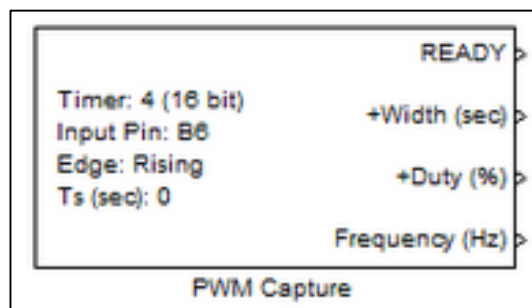 READY
Timer: 4 (16 bit)
Input Pin: B6
Edge: Rising
Ts (sec): 0
+Width (sec)
+Duty (%)
Frequency (Hz)
PWM Capture